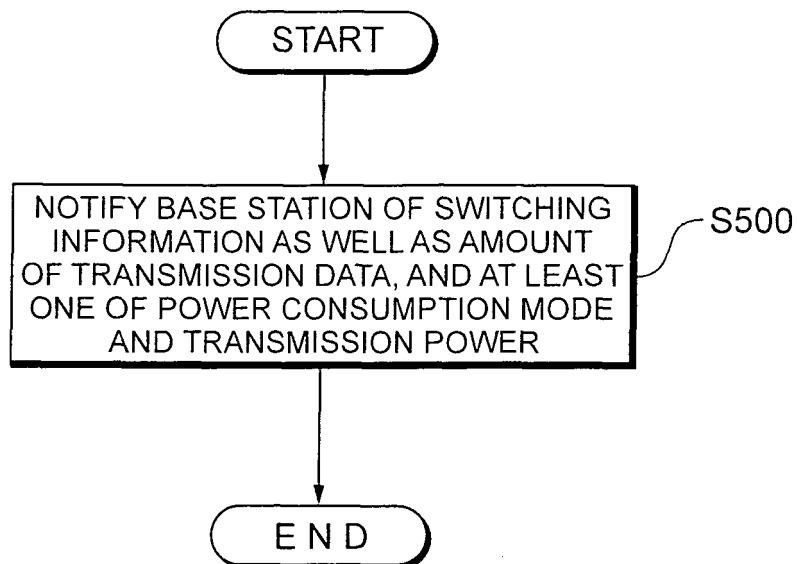 START
NOTIFY BASE STATION OF SWITCHING
INFORMATION AS WELL AS AMOUNT
OF TRANSMISSION DATA, AND AT LEAST
ONE OF POWER CONSUMPTION MODE
AND TRANSMISSION POWER
S500
END